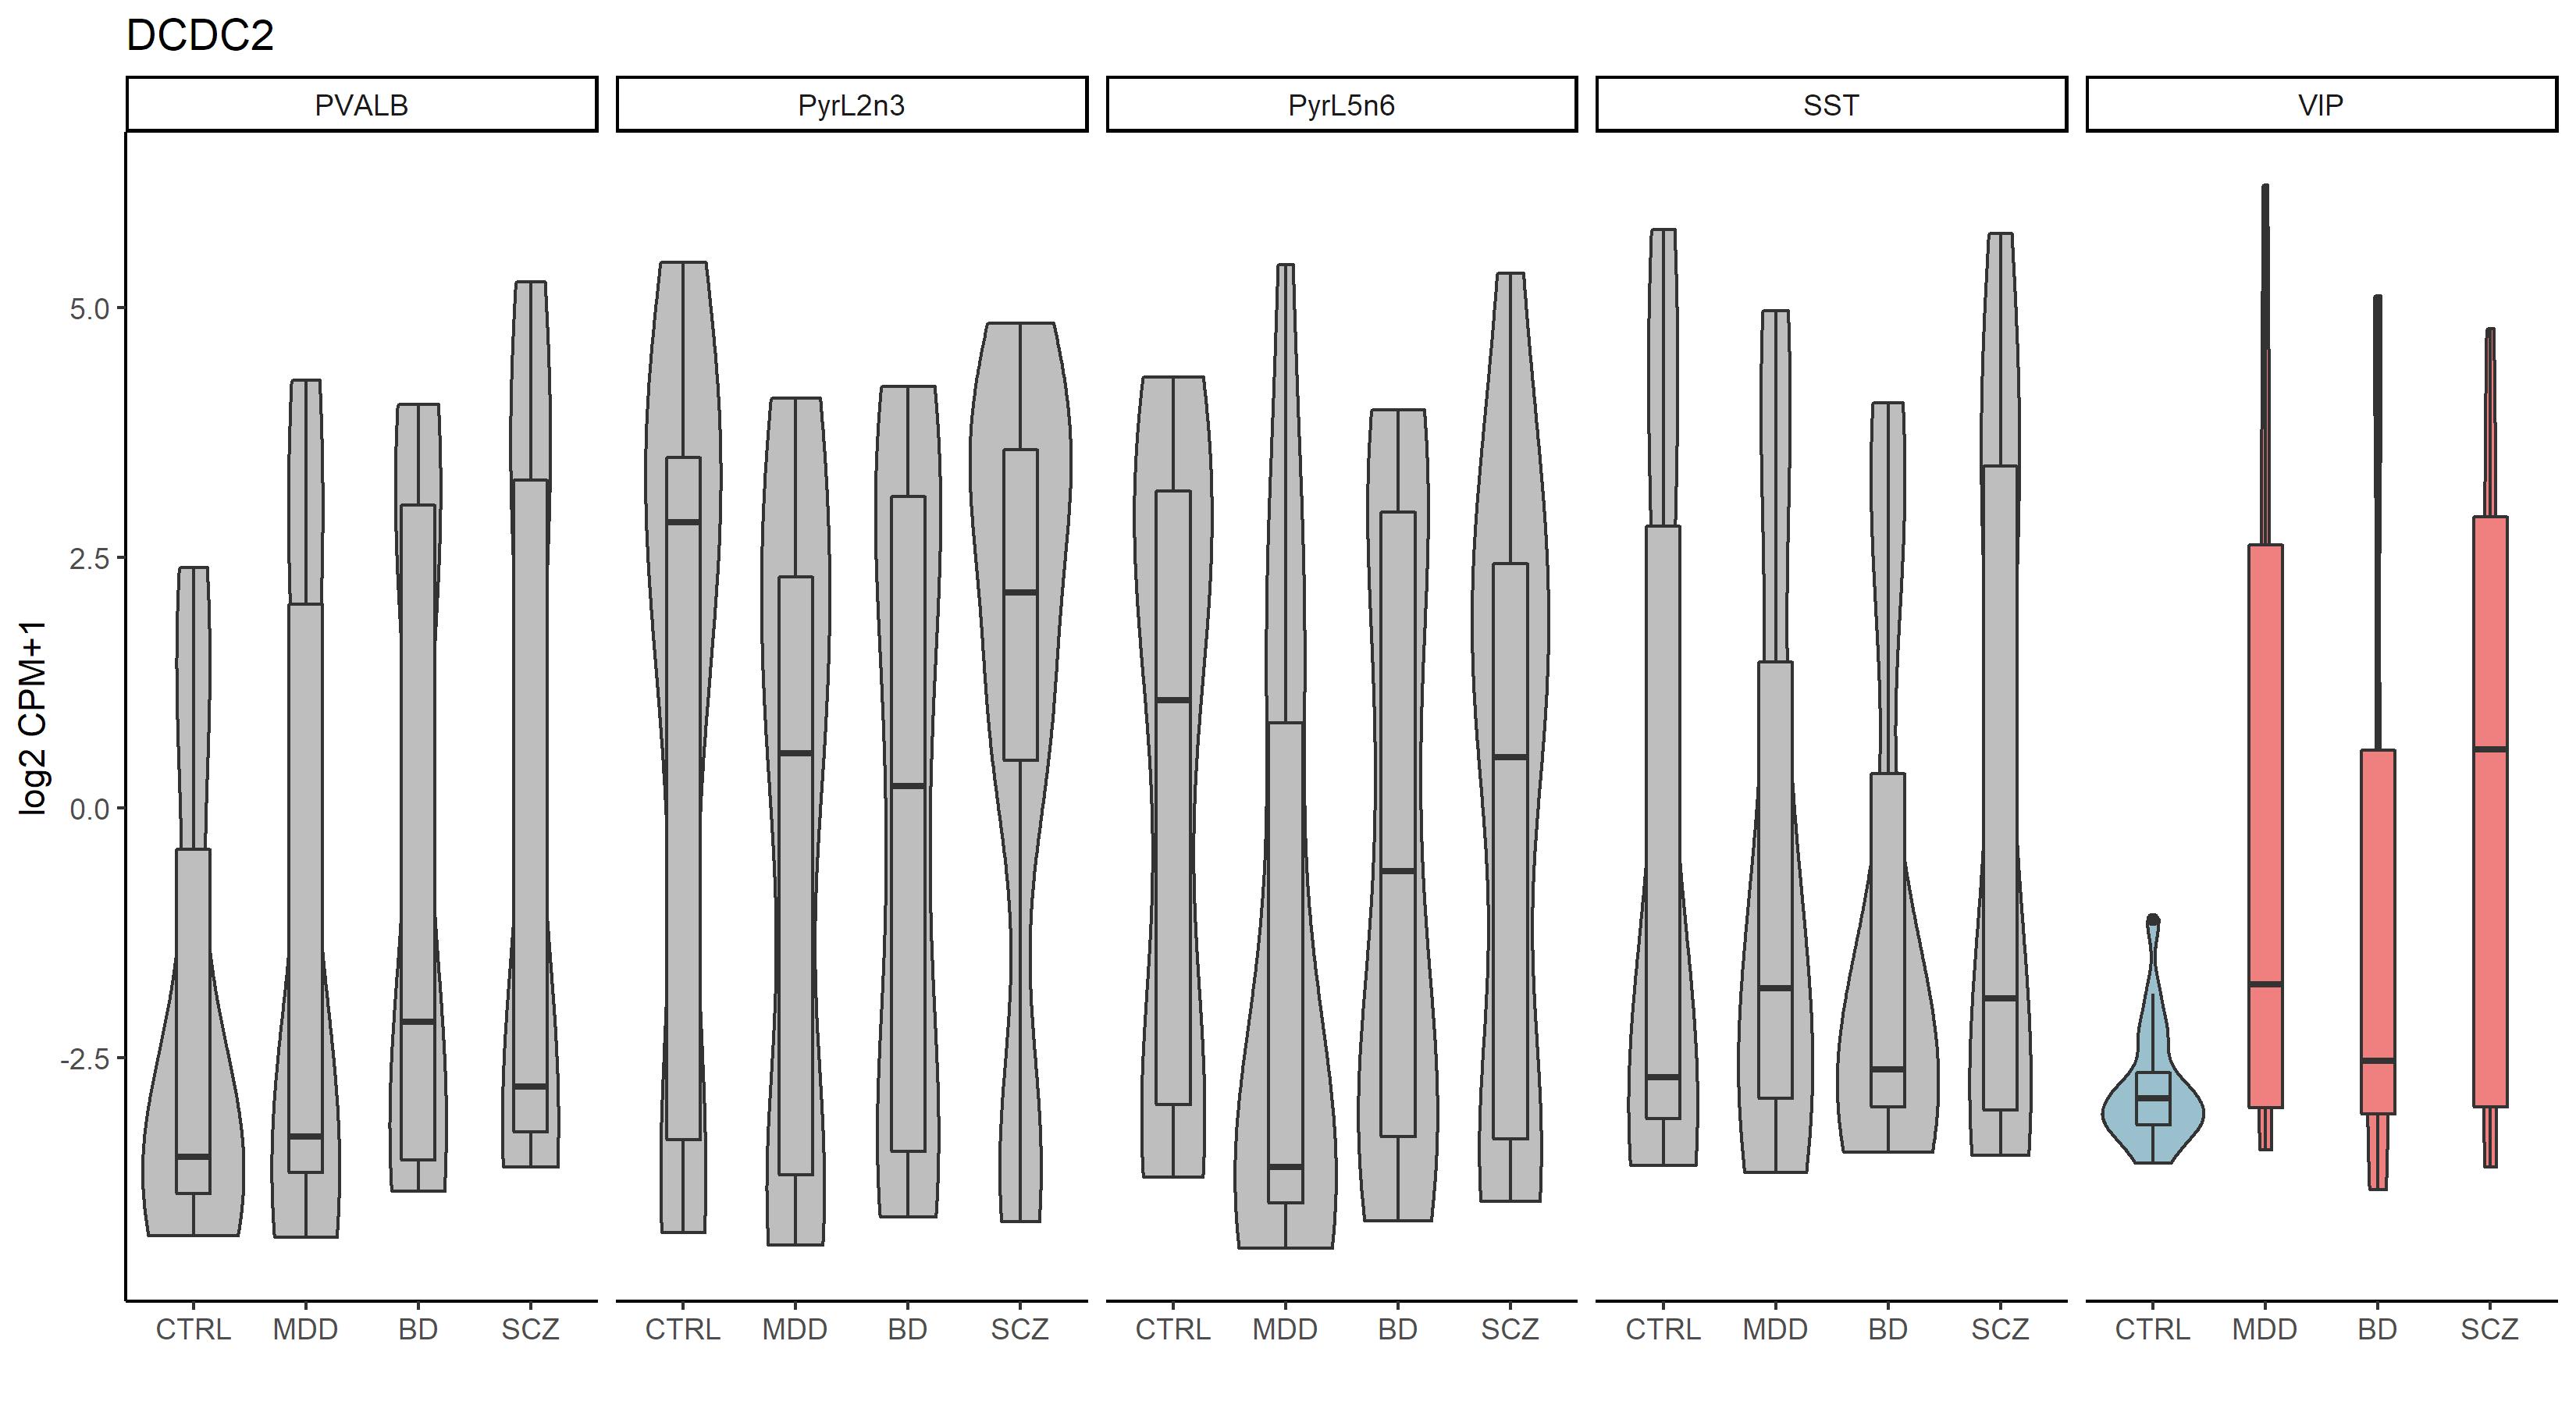 DCDC2
PVALB PyrL2n3 PyrL5n6 SST VIP
log2 CPM+1
5.0
2.5
0.0
-2.5
CTRL MDD BD SCZ CTRL MDD BD SCZ CTRL MDD BD SCZ CTRL MDD BD SCZ CTRL MDD BD SCZ